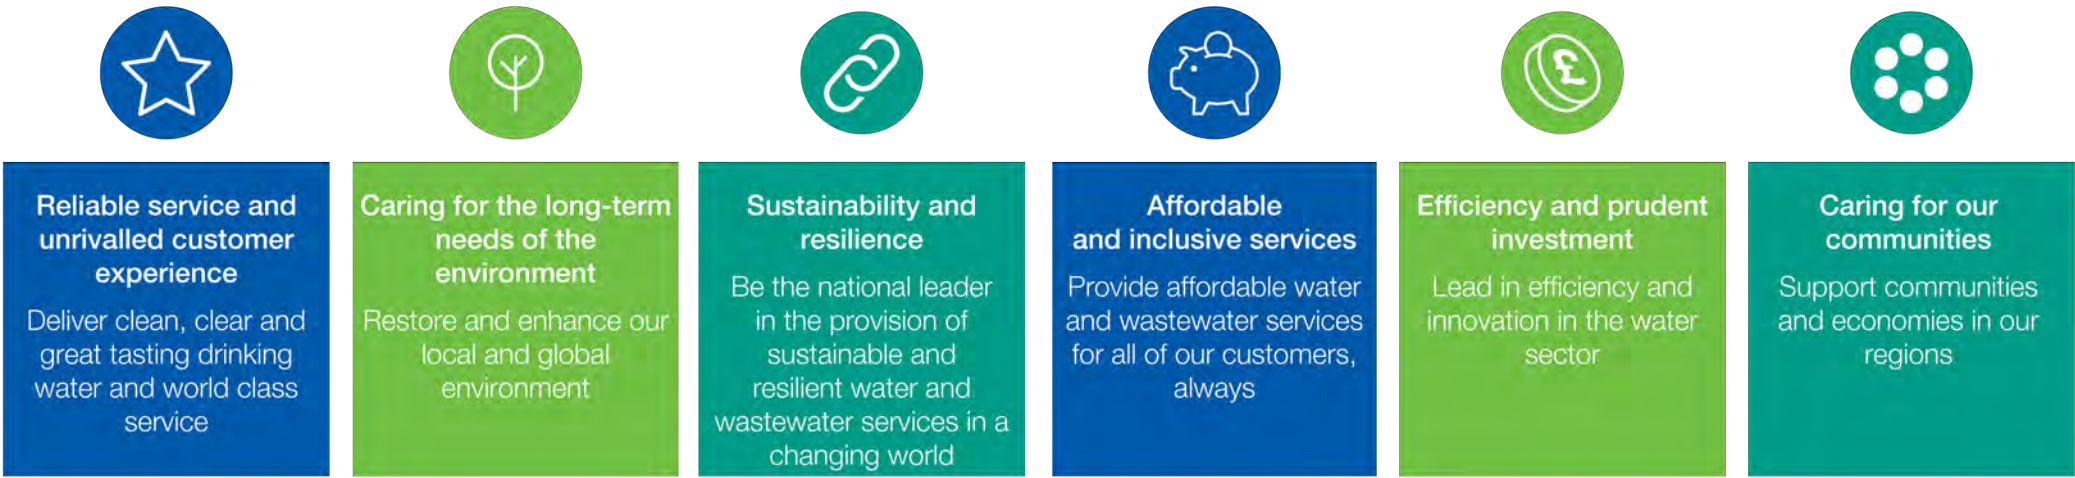 £
Reliable service and
unrivalled customer
experience
Deliver clean, clear and
great tasting drinking
water and world class
service
Caring for the long-term
needs of the
environment
Restore and enhance our
local and global
environment
Sustainability and
resilience
Be the national leader
in the provision of
sustainable and
resilient water and
wastewater services in a
changing world
Affordable
and inclusive services
Provide affordable water
and wastewater services
for all of our customers,
always
Efficiency and prudent
investment
Lead in efficiency and
innovation in the water
sector
Caring for our
communities
Support communities
and economies in our
regions